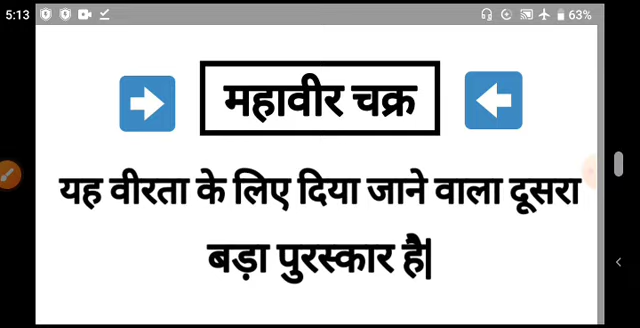 5:13 63%
महावीर चक्र
यह वीरता के लिए दिया जाने वाला दूसरा
बड़ा पुरस्कार है|